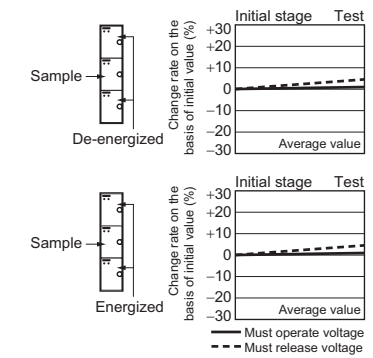 Initial stage Test
Change rate on the
basis of initial value (%)
+30
+20
+10
0
−10
−20
−30
Average value
Sample
De-energized
Initial stage Test
Change rate on the
basis of initial value (%)
+30
+20
+10
0
−10
−20
−30
Average value
Sample
Energized
Must operate voltage
Must release voltage